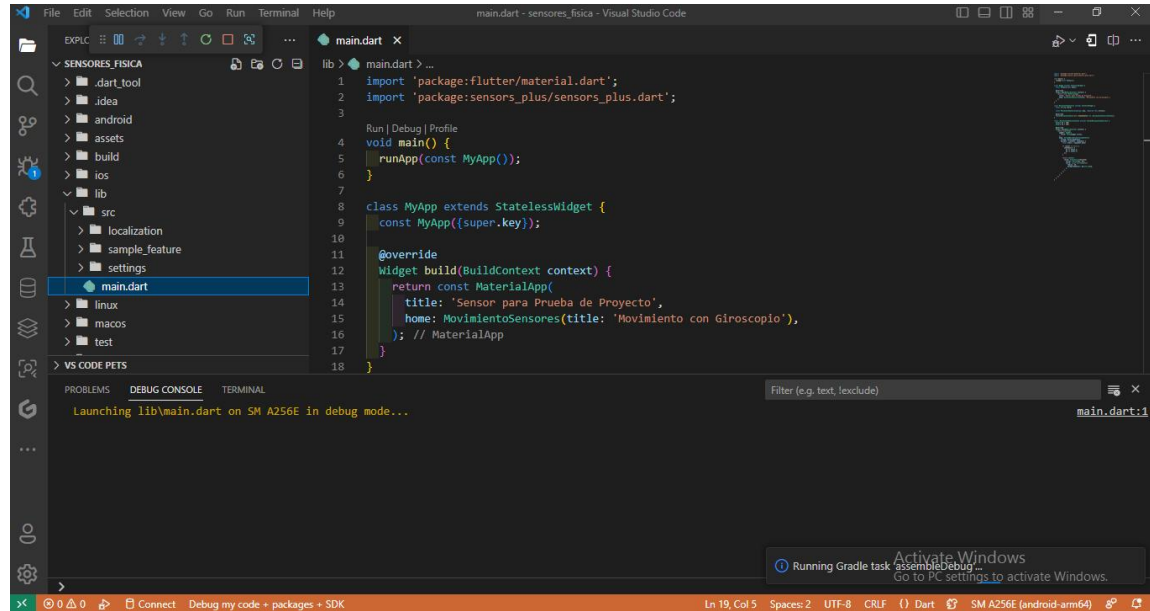 File Edit Selection View Go Run Terminal Help
main.dart - sensores_fisica - Visual Studio Code
EXPLC
main.dart
SENSORES_FISICA
.dart_tool
.idea
android
assets
build
ios
lib
src
localization
sample_feature
settings
main.dart
linux
macos
test
VS CODE PETS
1
lib > main.dart > ...
1 import 'package:flutter/material.dart';
2 import 'package:sensors_plus/sensors_plus.dart';
3
Run | Debug | Profile
4 void main() {
5 runApp(const MyApp());
6 }
7
8 class MyApp extends StatelessWidget {
9 const MyApp({super.key});
10
11 @override
12 Widget build(BuildContext context) {
13 return const MaterialApp(
14 title: 'Sensor para Prueba de Proyecto',
15 home: MovimientoSensores(title: 'Movimiento con Giroscopio'),
16 ); // MaterialApp
17 }
18 }
PROBLEMS DEBUG CONSOLE TERMINAL
Filter (e.g. text, !exclude)
Launching lib\main.dart on SM A256E in debug mode...
main.dart:1
Running Gradle task 'assembleDebug'...
Activate Windows
Go to PC settings to activate Windows.
0 0 Connect Debug my code + packages + SDK
Ln 19, Col 5 Spaces: 2 UTF-8 CRLF {} Dart SM A256E (android-arm64)